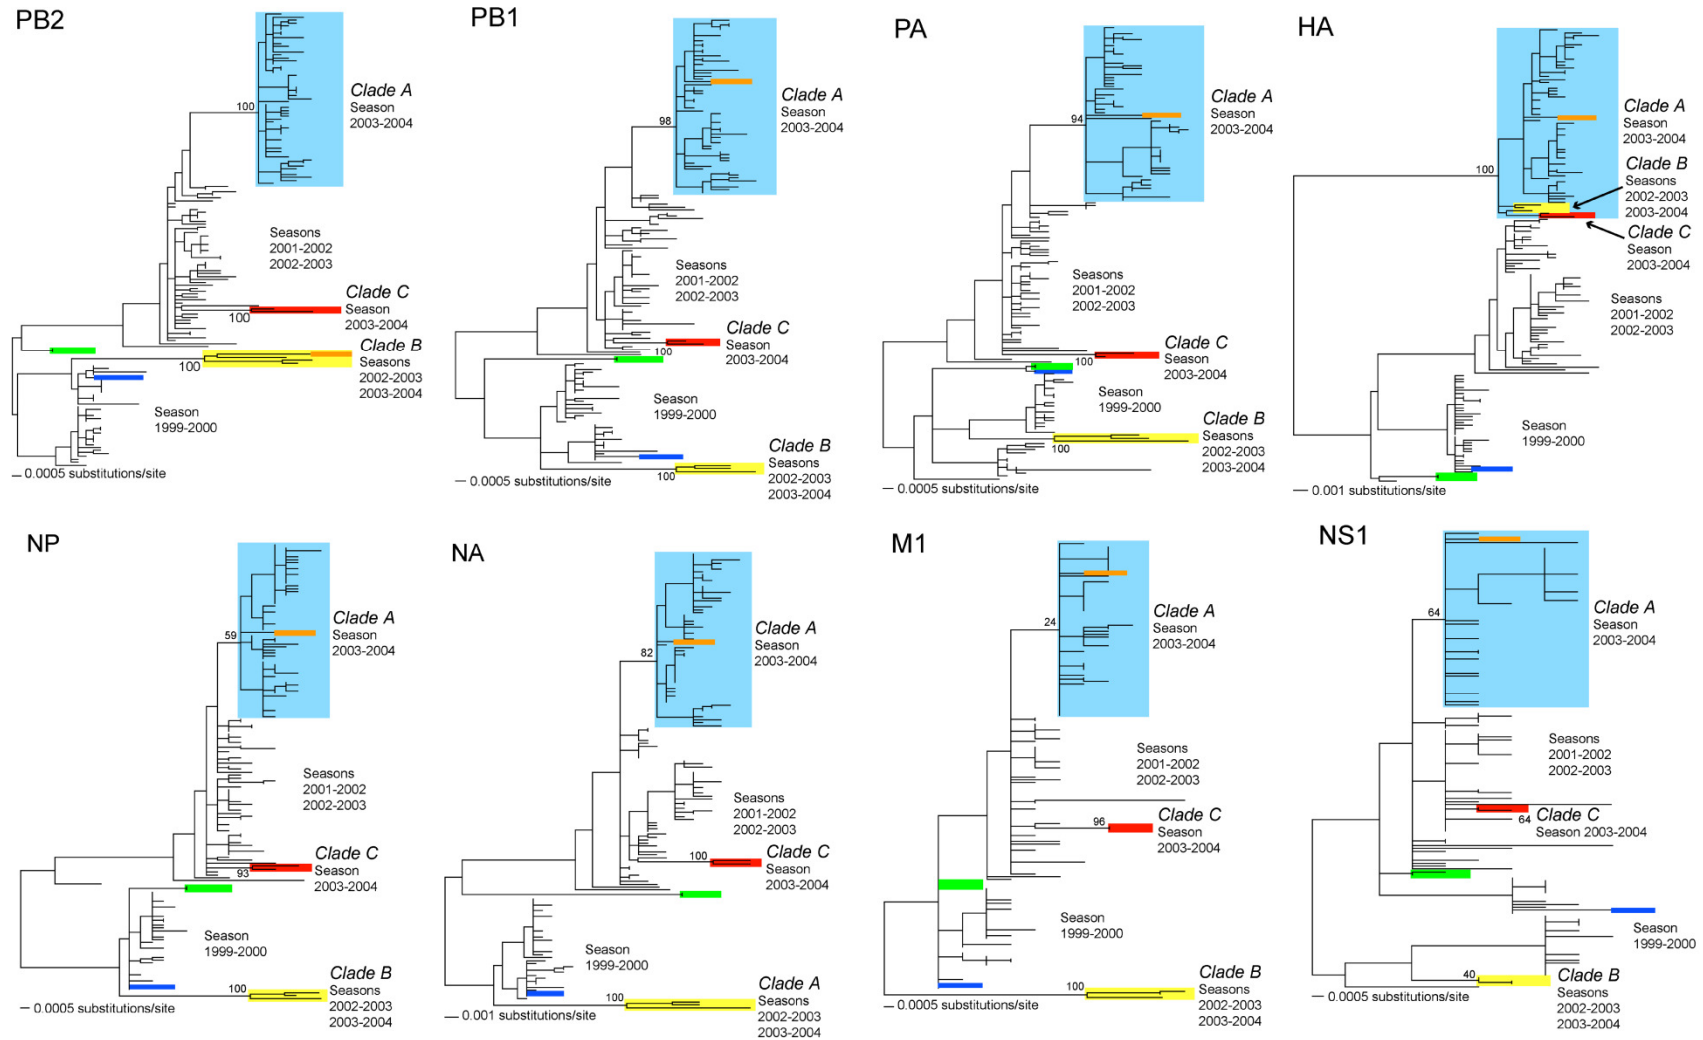 PB2
100
Clade A
Season
2003-2004
Seasons
2001-2002
2002-2003
Clade C
Season
2003-2004
100
Clade B
Seasons
2002-2003
2003-2004
100
Season
1999-2000
0.0005 substitutions/site
PB1
98
Clade A
Season
2003-2004
Seasons
2001-2002
2002-2003
Clade C
Season
2003-2004
100
Season
1999-2000
Clade B
Seasons
2002-2003
2003-2004
100
0.0005 substitutions/site
PA
94
Clade A
Season
2003-2004
Seasons
2001-2002
2002-2003
Clade C
Season
2003-2004
100
Season
1999-2000
Clade B
Seasons
2002-2003
2003-2004
100
0.0005 substitutions/site
HA
100
Clade A
Season
2003-2004
Clade B
Seasons
2002-2003
2003-2004
Clade C
Season
2003-2004
Seasons
2001-2002
2002-2003
Season
1999-2000
0.001 substitutions/site
NP
59
Clade A
Season
2003-2004
Seasons
2001-2002
2002-2003
Clade C
Season
2003-2004
93
Season
1999-2000
Clade B
Seasons
2002-2003
2003-2004
100
0.0005 substitutions/site
NA
82
Clade A
Season
2003-2004
Seasons
2001-2002
2002-2003
Clade C
Season
2003-2004
100
Season
1999-2000
Clade A
Seasons
2002-2003
2003-2004
100
0.001 substitutions/site
M1
24
Clade A
Season
2003-2004
Seasons
2001-2002
2002-2003
Clade C
Season
2003-2004
96
Season
1999-2000
Clade B
Seasons
2002-2003
2003-2004
100
0.0005 substitutions/site
NS1
64
Clade A
Season
2003-2004
Seasons
2001-2002
2002-2003
Clade C
64
Season 2003-2004
Season
1999-2000
40
Clade B
Seasons
2002-2003
2003-2004
0.0005 substitutions/site